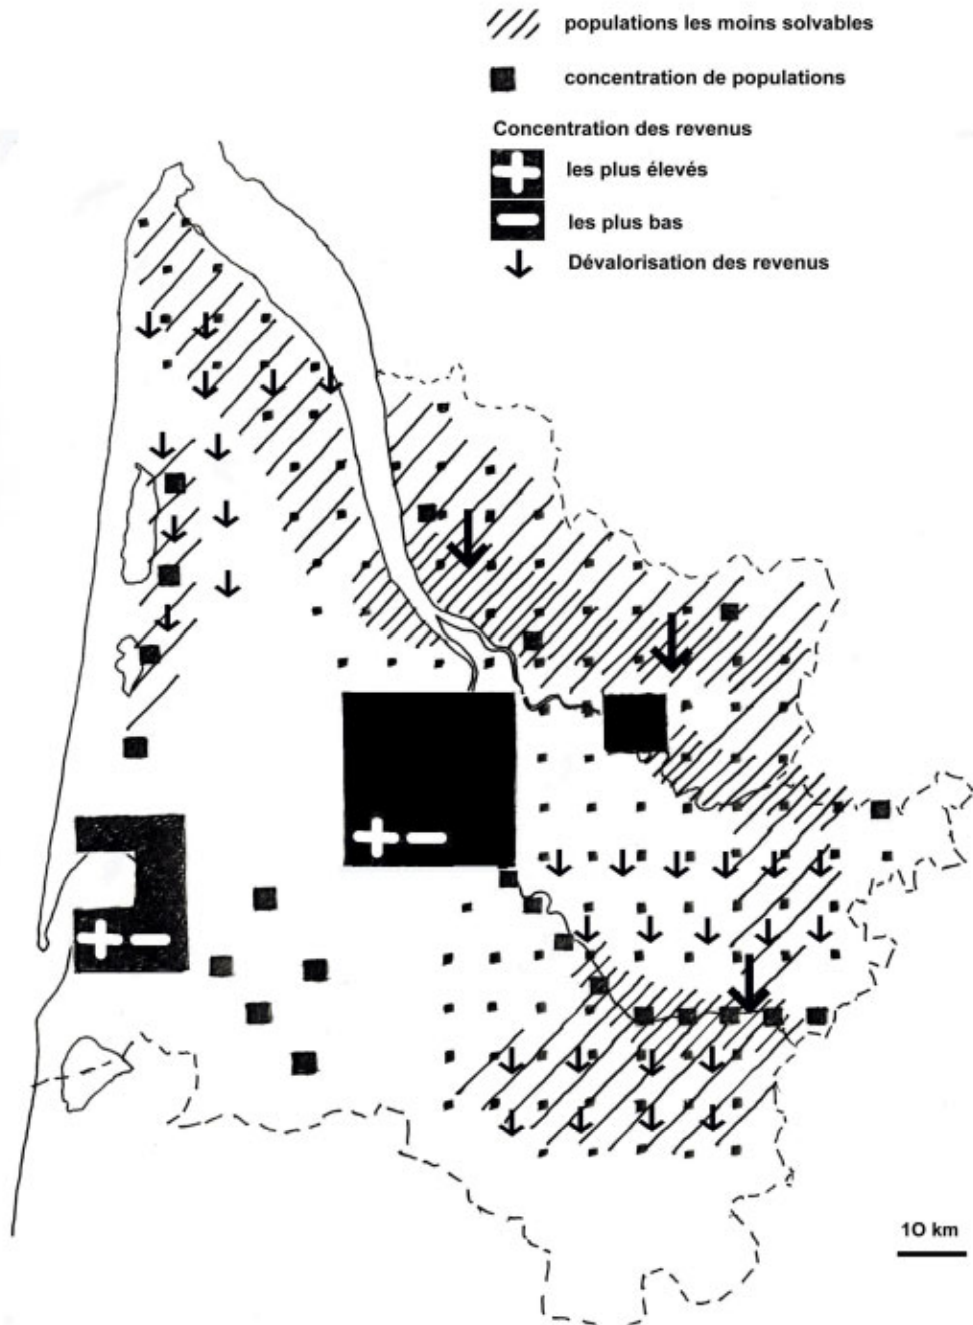 populations les moins solvables
concentration de populations
Concentration des revenus
les plus élevés
les plus bas
Dévalorisation des revenus
1O km